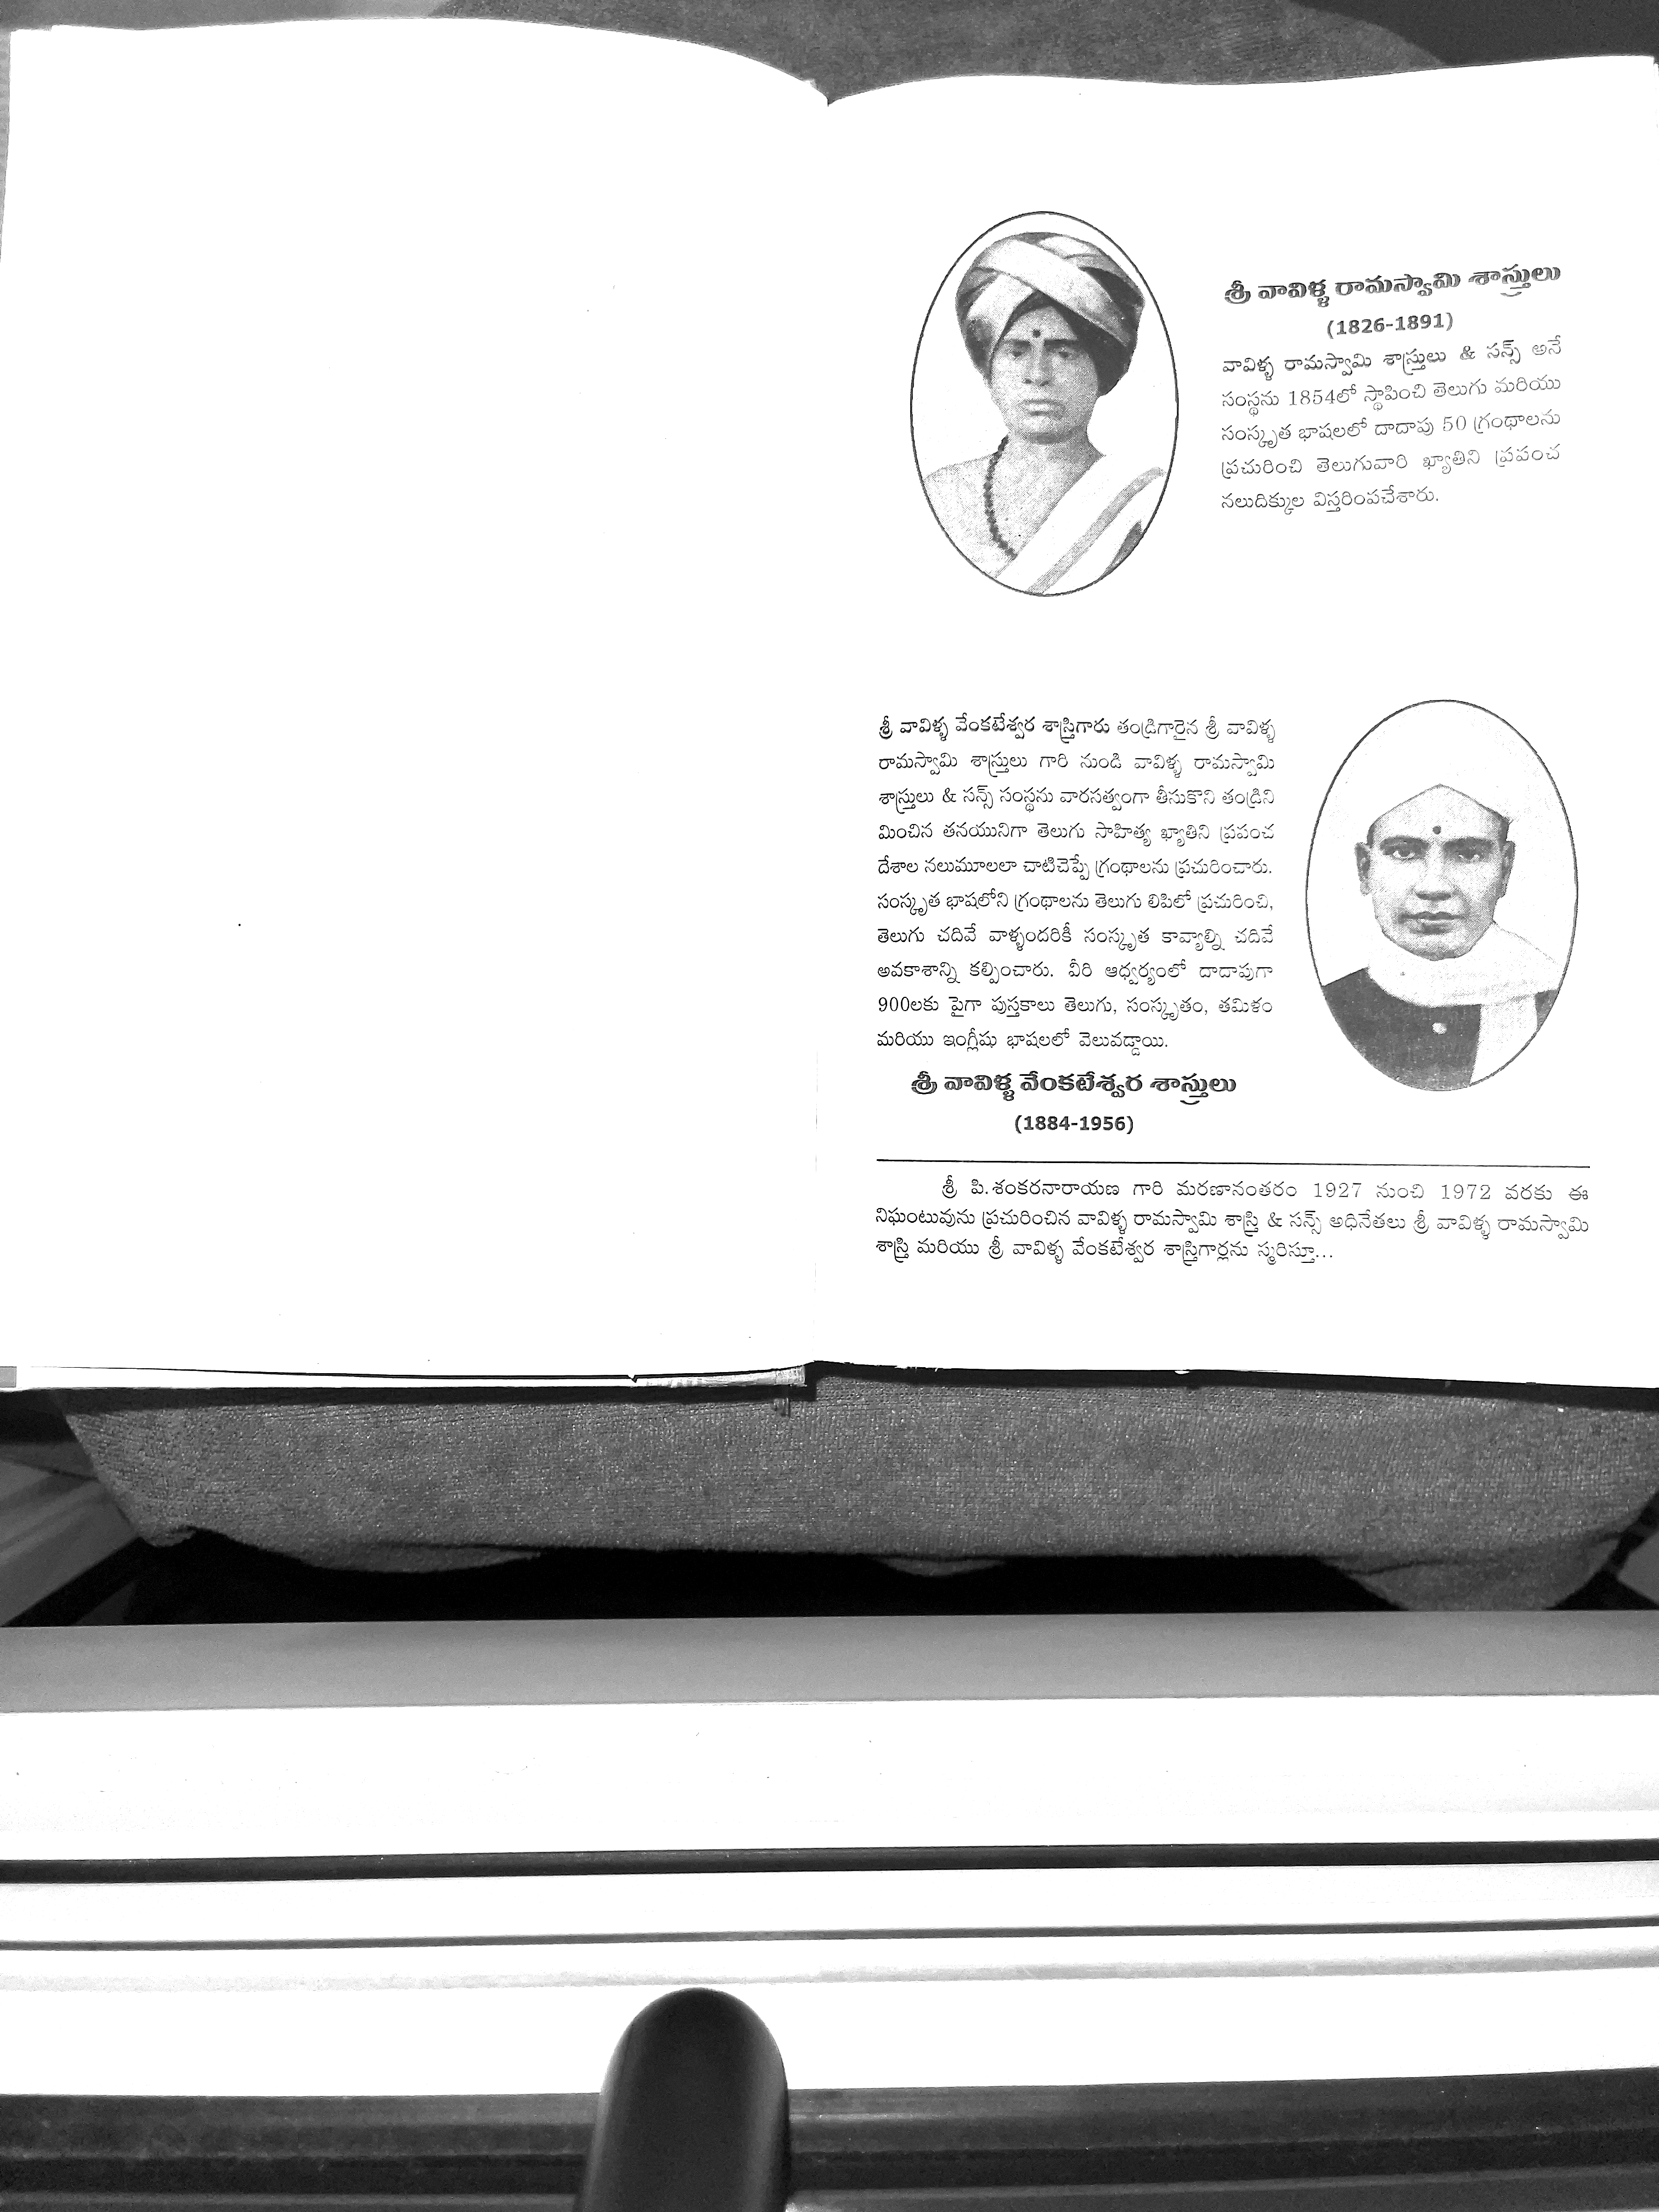 శ్రీ వావిళ్ళ రామస్వామి శాస్త్రులు
(1826-1891)
వావిళ్ళ రామస్వామి శాస్త్రులు & సన్స్ అనే
సంస్థను 1854లో స్థాపించి తెలుగు మరియు
సంస్కృత భాషలలో దాదాపు 50 గ్రంథాలను
ప్రచురించి తెలుగువారి ఖ్యాతిని ప్రపంచ
నలుదిక్కుల విస్తరింపచేశారు.
శ్రీ వావిళ్ళ వేంకటేశ్వర శాస్త్రిగారు తండ్రిగారైన శ్రీ వావిళ్ళ
రామస్వామి శాస్త్రులు గారి నుండి వావిళ్ళ రామస్వామి
శాస్త్రులు & సన్స్ సంస్థను వారసత్వంగా తీసుకొని తండ్రిని
మించిన తనయునిగా తెలుగు సాహిత్య ఖ్యాతిని ప్రపంచ
దేశాల నలుమూలలా చాటిచెప్పే గ్రంథాలను ప్రచురించారు.
సంస్కృత భాషలోని గ్రంథాలను తెలుగు లిపిలో ప్రచురించి,
తెలుగు చదివే వాళ్ళందరికీ సంస్కృత కావ్యాల్ని చదివే
అవకాశాన్ని కల్పించారు. వీరి ఆధ్వర్యంలో దాదాపుగా
900లకు పైగా పుస్తకాలు తెలుగు, సంస్కృతం, తమిళం
మరియు ఇంగ్లీషు భాషలలో వెలువడ్డాయి.
శ్రీ వావిళ్ళ వేంకటేశ్వర శాస్త్రులు
(1884-1956)
శ్రీ పి.శంకరనారాయణ గారి మరణానంతరం 1927 నుంచి 1972 వరకు ఈ
నిఘంటువును ప్రచురించిన వావిళ్ళ రామస్వామి శాస్త్రి & సన్స్ అధినేతలు శ్రీ వావిళ్ళ రామస్వామి
శాస్త్రి మరియు శ్రీ వావిళ్ళ వేంకటేశ్వర శాస్త్రిగార్లను స్మరిస్తూ...